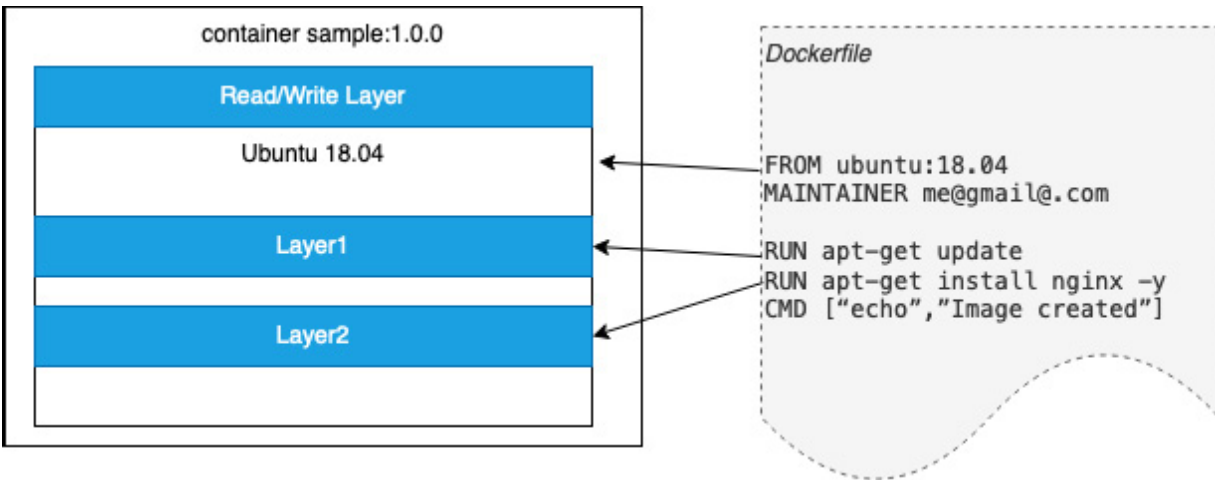 container sample:1.0.0
Read/Write Layer
Ubuntu 18.04
Layer1
Layer2
Dockerfile
FROM ubuntu:18.04
MAINTAINER me@gmail@.com
RUN apt-get update
RUN apt-get install nginx -y
CMD [“echo”,”Image created”]